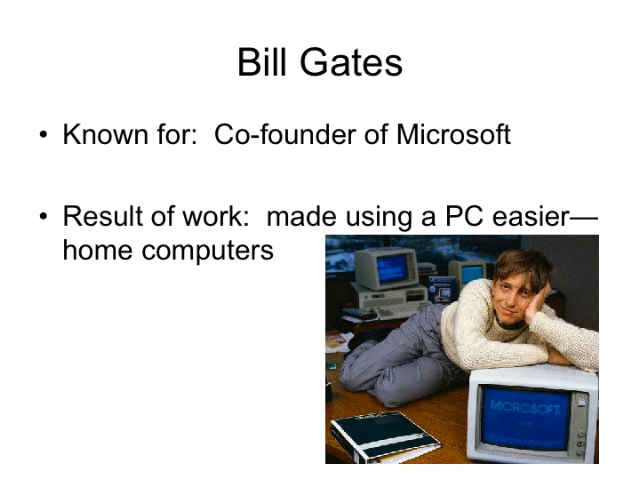 Bill Gates
• Known for:  Co-founder of Microsoft
• Result of work:  made using a PC easier—
home computers
MICROSOFT